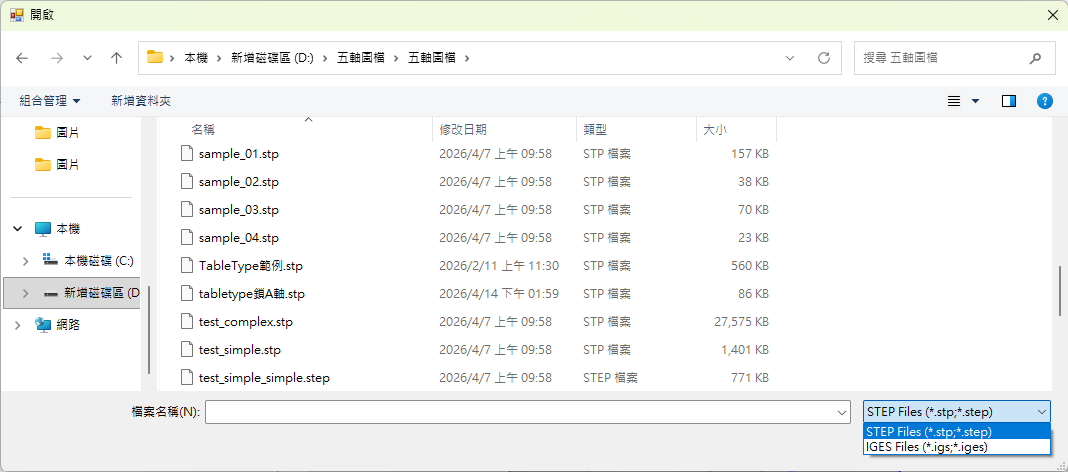 開啟
本機 › 新增磁碟區 (D:) › 五軸圖檔 › 五軸圖檔 ›
搜尋 五軸圖檔
組合管理 新增資料夾
圖片
圖片
本機
本機磁碟 (C:)
新增磁碟區 (D
網路
名稱 修改日期 類型 大小
sample_01.stp 2026/4/7 上午 09:58 STP 檔案 157 KB
sample_02.stp 2026/4/7 上午 09:58 STP 檔案 38 KB
sample_03.stp 2026/4/7 上午 09:58 STP 檔案 70 KB
sample_04.stp 2026/4/7 上午 09:58 STP 檔案 23 KB
TableType範例.stp 2026/2/11 上午 11:30 STP 檔案 560 KB
tabletype鎖A軸.stp 2026/4/14 下午 01:59 STP 檔案 86 KB
test_complex.stp 2026/4/7 上午 09:58 STP 檔案 27,575 KB
test_simple.stp 2026/4/7 上午 09:58 STP 檔案 1,401 KB
test_simple_simple.step 2026/4/7 上午 09:58 STEP 檔案 771 KB
檔案名稱(N):
STEP Files (*.stp;*.step)
STEP Files (*.stp;*.step)
IGES Files (*.igs;*.iges)